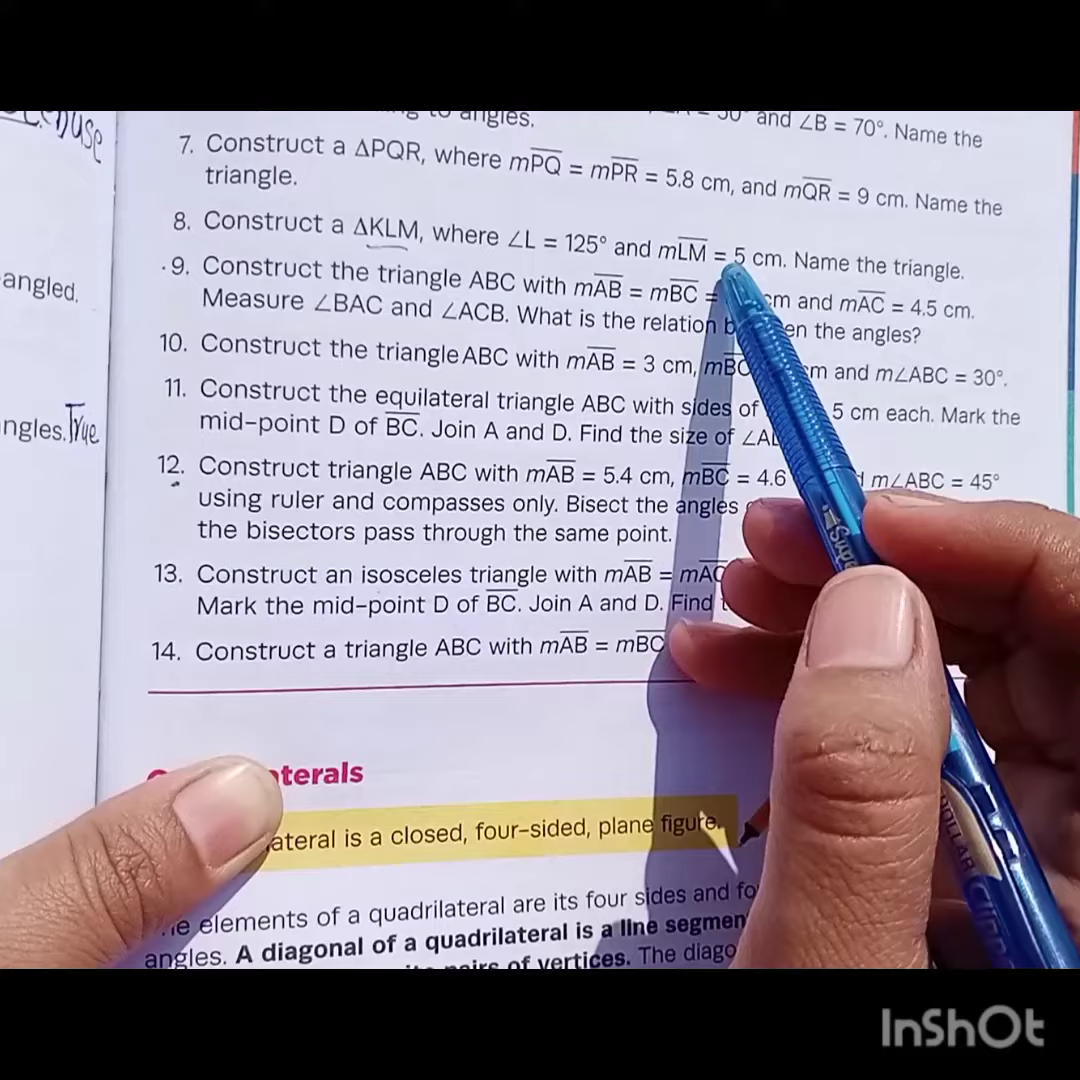 angles.
and ∠B = 70°. Name the
7. Construct a ΔPQR, where mPQ = mPR = 5.8 cm, and mQR = 9 cm. Name the
triangle.
8. Construct a ΔKLM, where ∠L = 125° and mLM = 5 cm. Name the triangle.
9. Construct the triangle ABC with mAB = mBC = cm and mAC = 4.5 cm.
Measure ∠BAC and ∠ACB. What is the relation the angles?
10. Construct the triangle ABC with mAB = 3 cm, mBC and m∠ABC = 30°.
11. Construct the equilateral triangle ABC with sides of 5 cm each. Mark the
mid-point D of BC. Join A and D. Find the size of
12. Construct triangle ABC with mAB = 5.4 cm, mBC = 4.6 m∠ABC = 45°
using ruler and compasses only. Bisect the angles
the bisectors pass through the same point.
13. Construct an isosceles triangle with mAB = mAC
Mark the mid-point D of BC. Join A and D. Find
14. Construct a triangle ABC with mAB = mBC
is a closed, four-sided, plane figure.
elements of a quadrilateral are its four sides and
angles. A diagonal of a quadrilateral is a line
of vertices. The
angled.
True
DOLLAR
InShOt